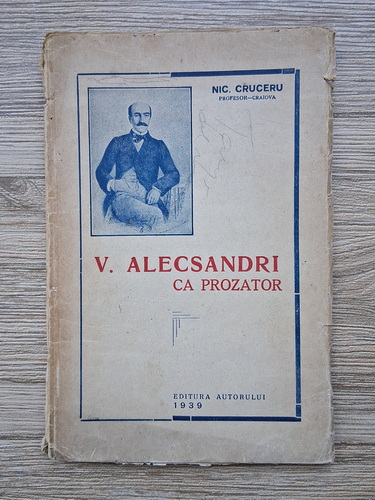 NIC. CRUCERU
PROFESOR—CRAIOVA
V. ALECSANDRI
CA PROZATOR
EDITURA AUTORULUI
1939